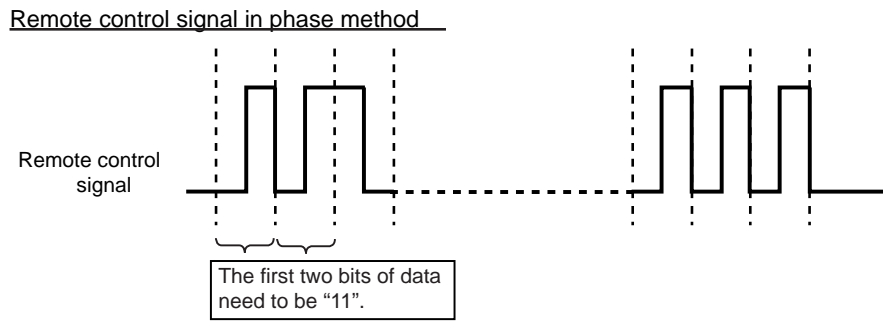 Remote control signal in phase method
Remote control
signal
The first two bits of data
need to be “11”.